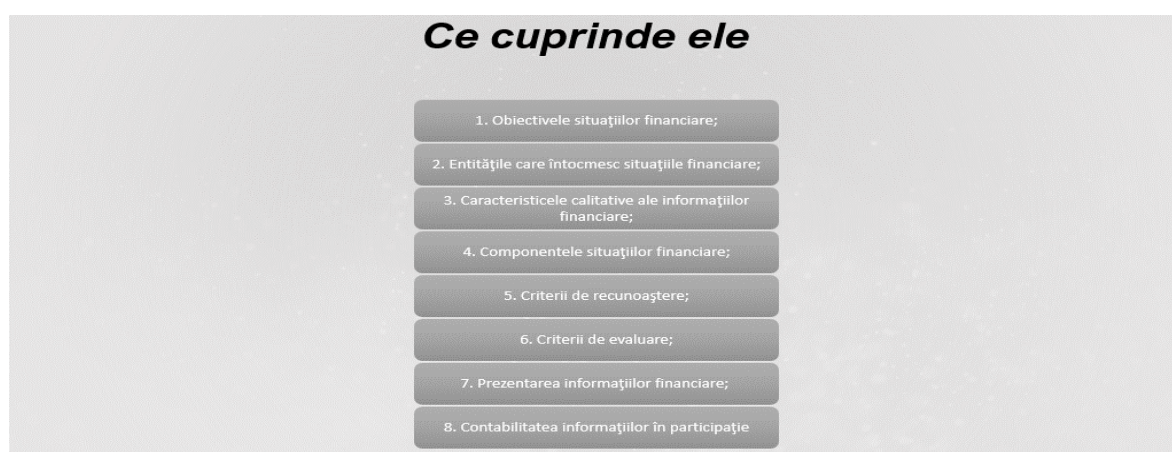 Ce cuprinde ele
1. Obiectivele situaţiilor financiare;
2. Entităţile care întocmesc situaţiile financiare;
3. Caracteristicele calitative ale informaţiilor
financiare;
4. Componentele situaţiilor financiare;
5. Criterii de recunoaştere;
6. Criterii de evaluare;
7. Prezentarea informaţiilor financiare;
8. Contabilitatea informaţiilor în participaţie